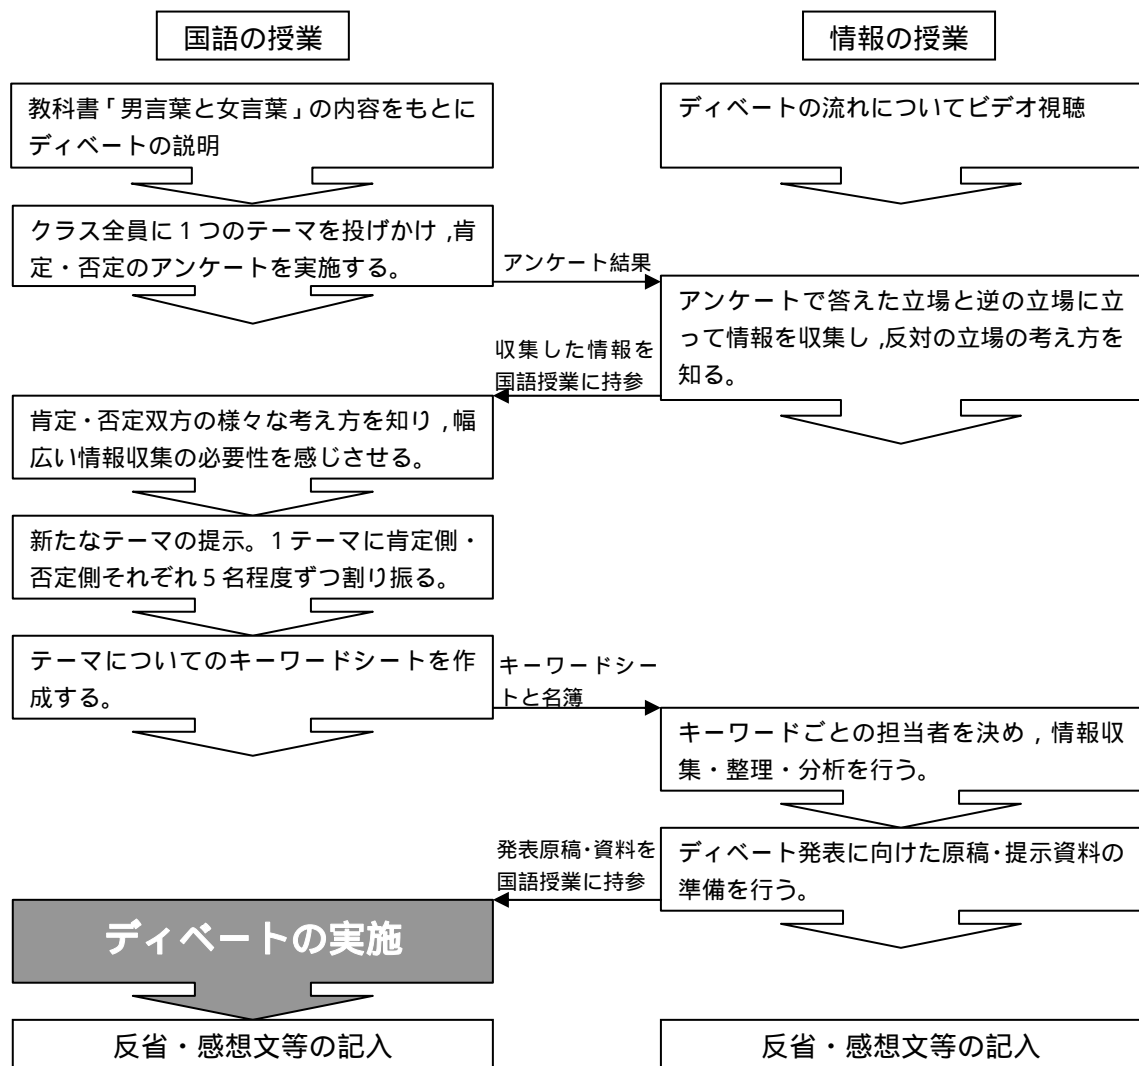 国語の授業
情報の授業
教科書「男言葉と女言葉」の内容をもとに
ディベートの説明
ディベートの流れについてビデオ視聴
クラス全員に1つのテーマを投げかけ,肯
定・否定のアンケートを実施する。
アンケート結果
アンケートで答えた立場と逆の立場に立
って情報を収集し,反対の立場の考え方を
知る。
収集した情報を
国語授業に持参
肯定・否定双方の様々な考え方を知り,幅
広い情報収集の必要性を感じさせる。
新たなテーマの提示。1テーマに肯定側・
否定側それぞれ5名程度ずつ割り振る。
テーマについてのキーワードシートを作
成する。
キーワードシー
トと名簿
キーワードごとの担当者を決め,情報収
集・整理・分析を行う。
ディベート発表に向けた原稿・提示資料の
準備を行う。
発表原稿・資料を
国語授業に持参
ディベートの実施
反省・感想文等の記入
反省・感想文等の記入